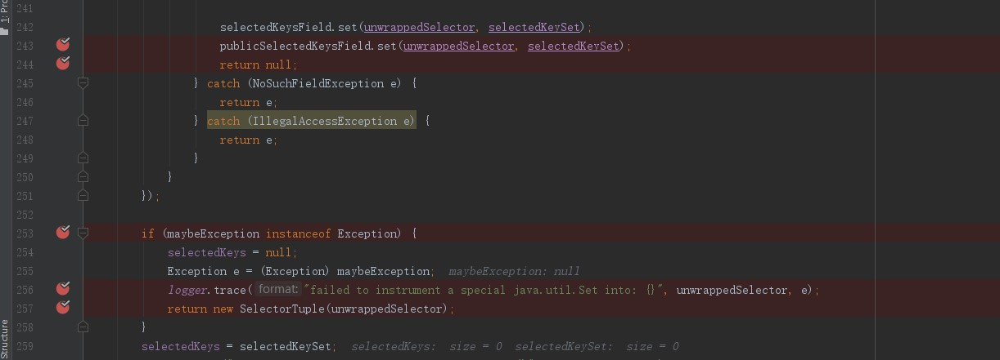 1: Pro
241
242 selectedKeysField.set(unwrappedSelector, selectedKeySet);
243 publicSelectedKeysField.set(unwrappedSelector, selectedKeySet);
244 return null;
245 } catch (NoSuchFieldException e) {
246 return e;
247 } catch (IllegalAccessException e) {
248 return e;
249 }
250 }
251 });
252
253 if (maybeException instanceof Exception) {
254 selectedKeys = null;
255 Exception e = (Exception) maybeException; maybeException: null
256 logger.trace( format: "failed to instrument a special java.util.Set into: {}", unwrappedSelector, e);
257 return new SelectorTuple(unwrappedSelector);
258 }
259 selectedKeys = selectedKeySet; selectedKeys: size = 0 selectedKeySet: size = 0
Structure